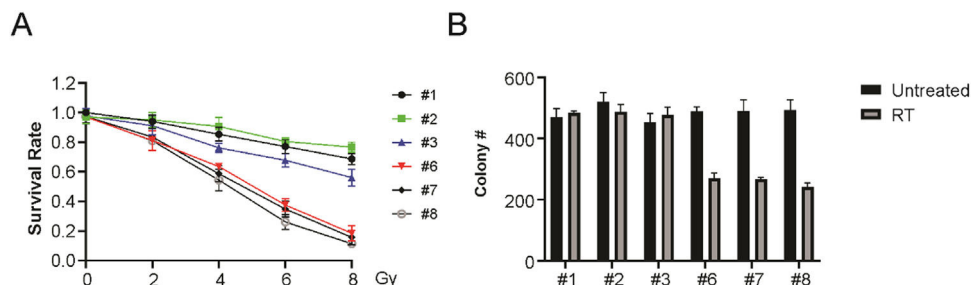 A
Survival Rate
1.2
1.0
0.8
0.6
0.4
0.2
0.0
0 2 4 6 8 Gy
#1
#2
#3
#6
#7
#8
B
Colony #
600
400
200
0
#1 #2 #3 #6 #7 #8
Untreated
RT